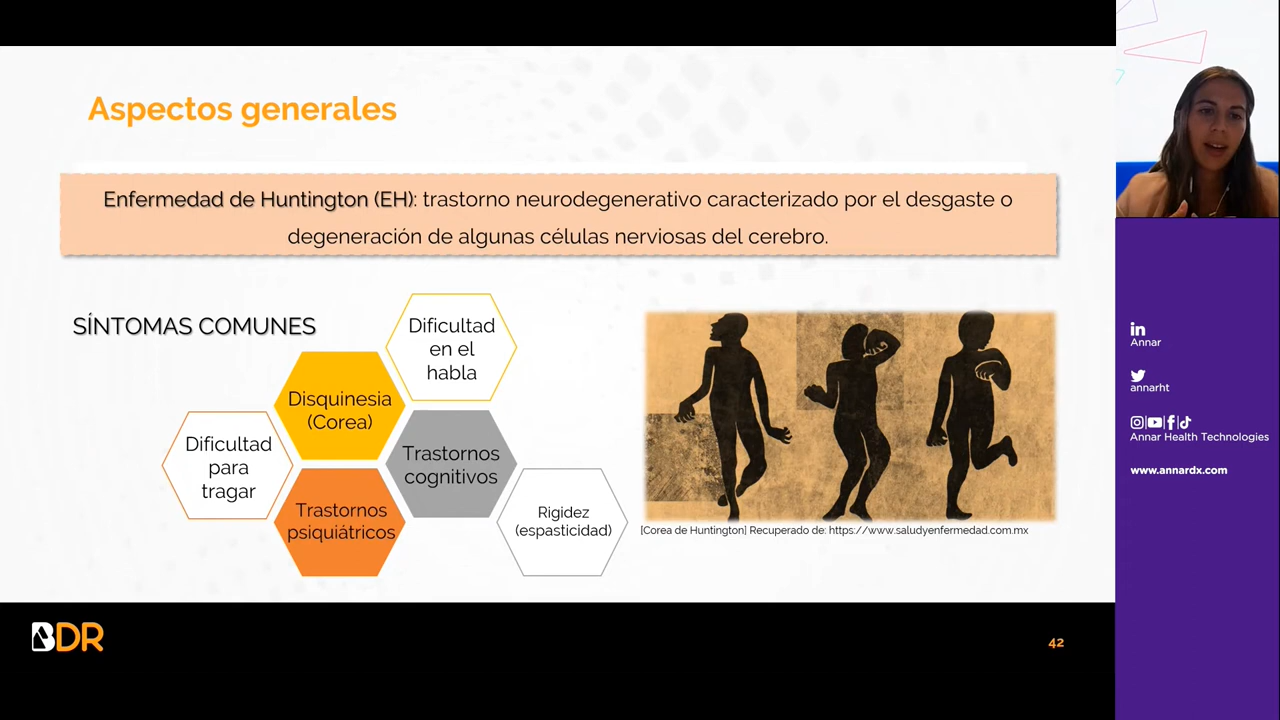 Aspectos generales
Enfermedad de Huntington (EH): trastorno neurodegenerativo caracterizado por el desgaste o
degeneración de algunas células nerviosas del cerebro.
SÍNTOMAS COMUNES
Dificultad
en el
habla
Disquinesia
(Corea)
Dificultad
para
tragar
Trastornos
cognitivos
Trastornos
psiquiátricos
Rigidez
(espasticidad)
[Corea de Huntington] Recuperado de: https://www.saludyenfermedad.com.mx
BDR
42
Annar
annarht
Annar Health Technologies
www.annardx.com